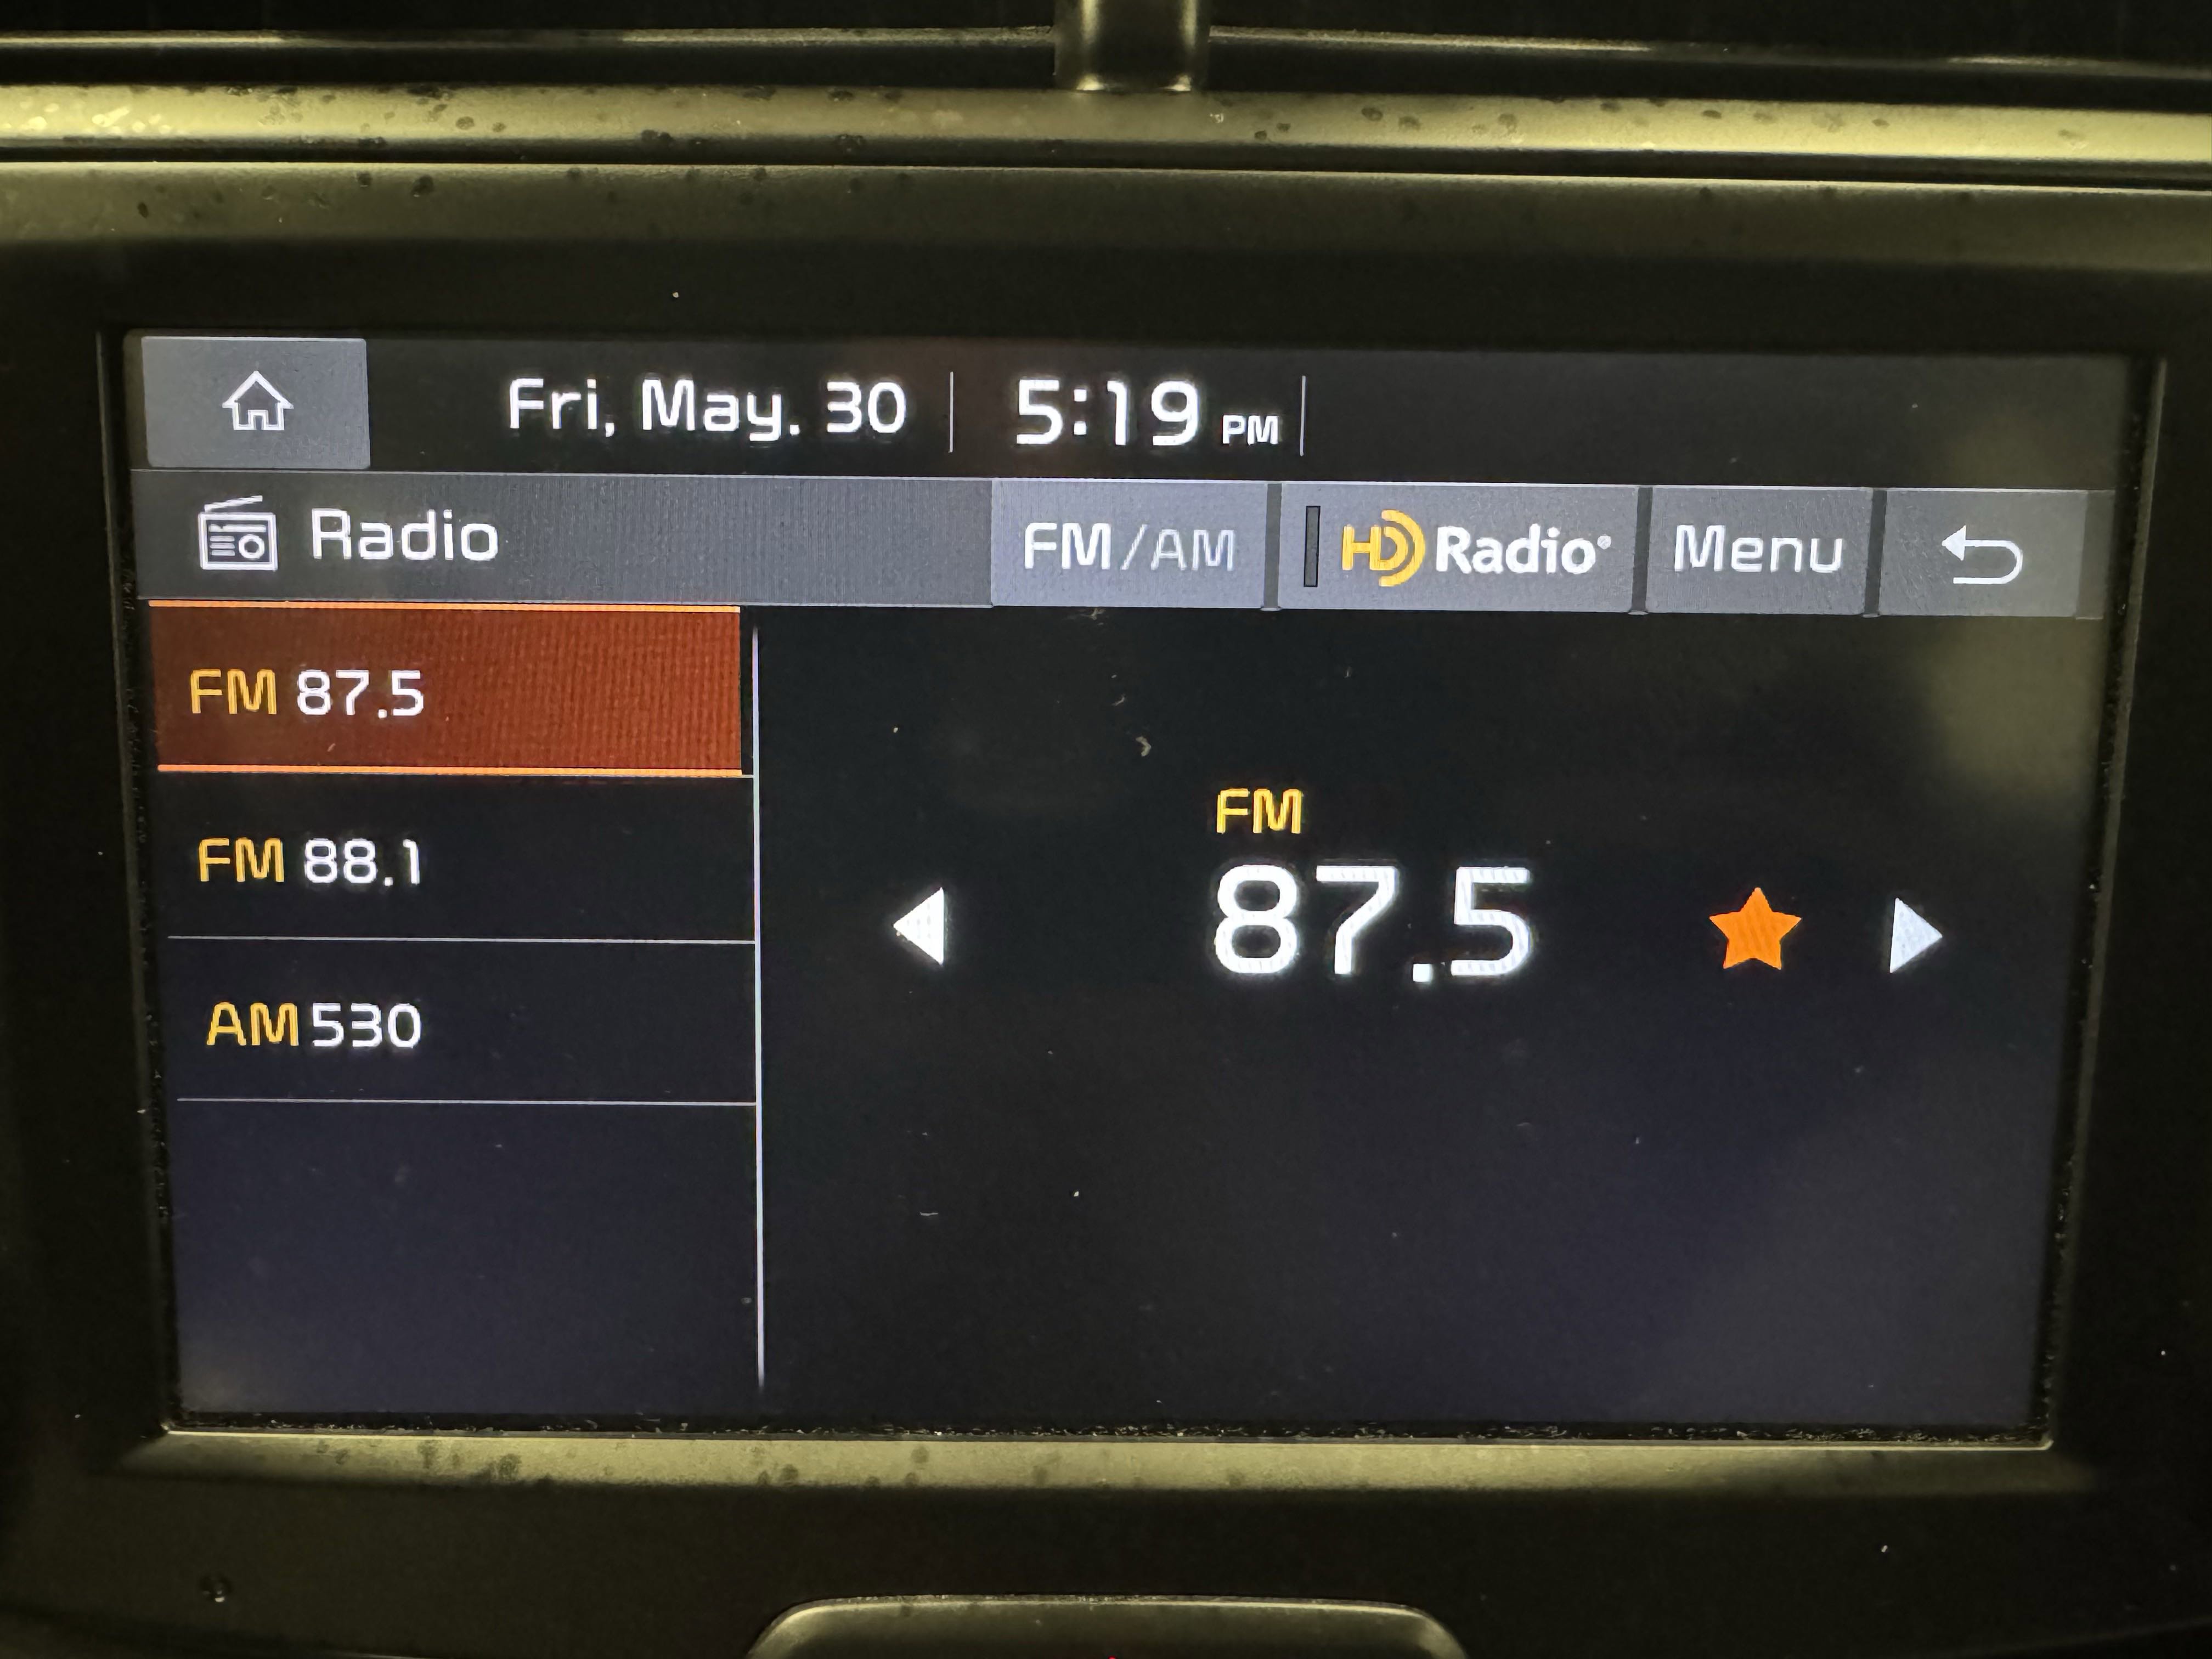 Fri, May. 30 5:19 PM
Radio FM/AM HD Radio Menu
FM 87.5
FM 88.1
AM 530
FM
87.5